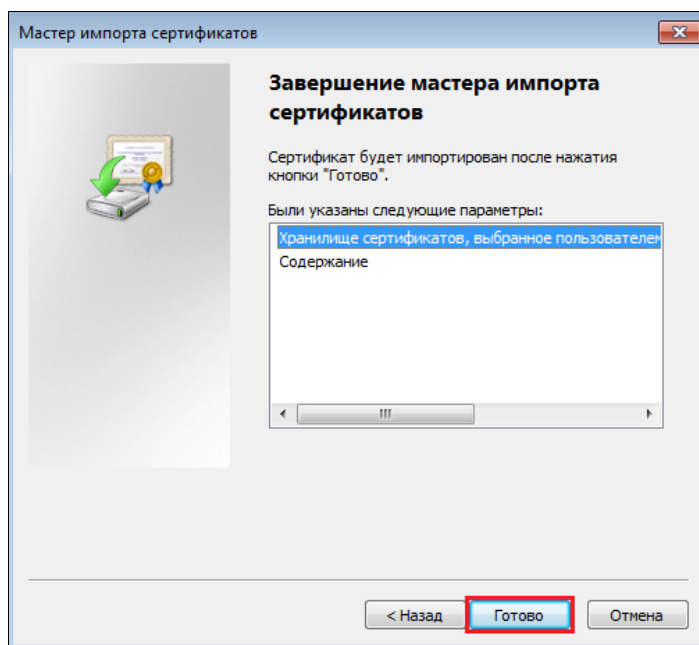 Мастер импорта сертификатов
Завершение мастера импорта
сертификатов
Сертификат будет импортирован после нажатия
кнопки "Готово".
Были указаны следующие параметры:
Хранилище сертификатов, выбранное пользователем
Содержание
< Назад
Готово
Отмена